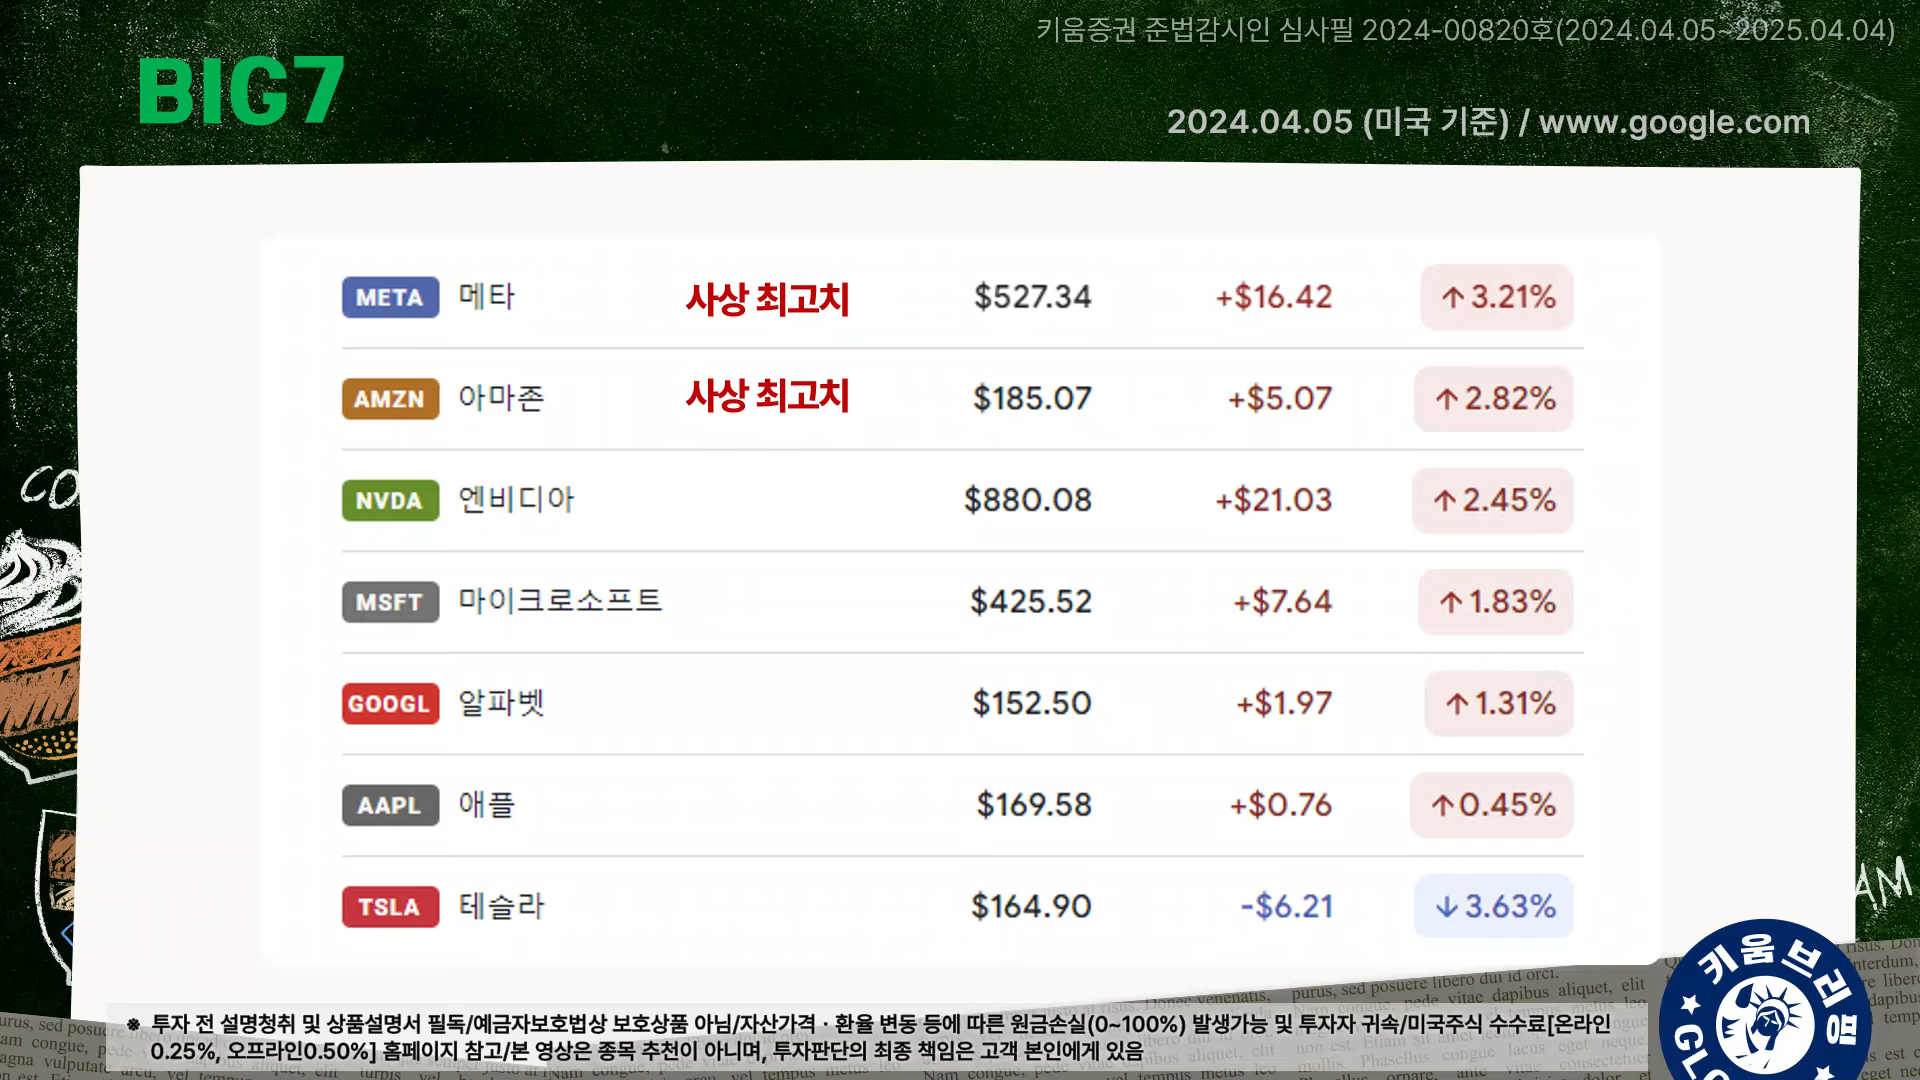 키움증권 준법감시인 심사필 2024-00820호(2024.04.05~2025.04.04)
BIG7
2024.04.05 (미국 기준) / www.google.com
META 메타 사상 최고치 $527.34 +$16.42 ↑3.21%
AMZN 아마존 사상 최고치 $185.07 +$5.07 ↑2.82%
NVDA 엔비디아 $880.08 +$21.03 ↑2.45%
MSFT 마이크로소프트 $425.52 +$7.64 ↑1.83%
GOOGL 알파벳 $152.50 +$1.97 ↑1.31%
AAPL 애플 $169.58 +$0.76 ↑0.45%
TSLA 테슬라 $164.90 -$6.21 ↓3.63%
CO
AM
키움브리핑
GLO
※ 투자 전 설명청취 및 상품설명서 필독/예금자보호법상 보호상품 아님/자산가격 · 환율 변동 등에 따른 원금손실(0~100%) 발생가능 및 투자자 귀속/미국주식 수수료[온라인
0.25%, 오프라인0.50%] 홈페이지 참고/본 영상은 종목 추천이 아니며, 투자판단의 최종 책임은 고객 본인에게 있음